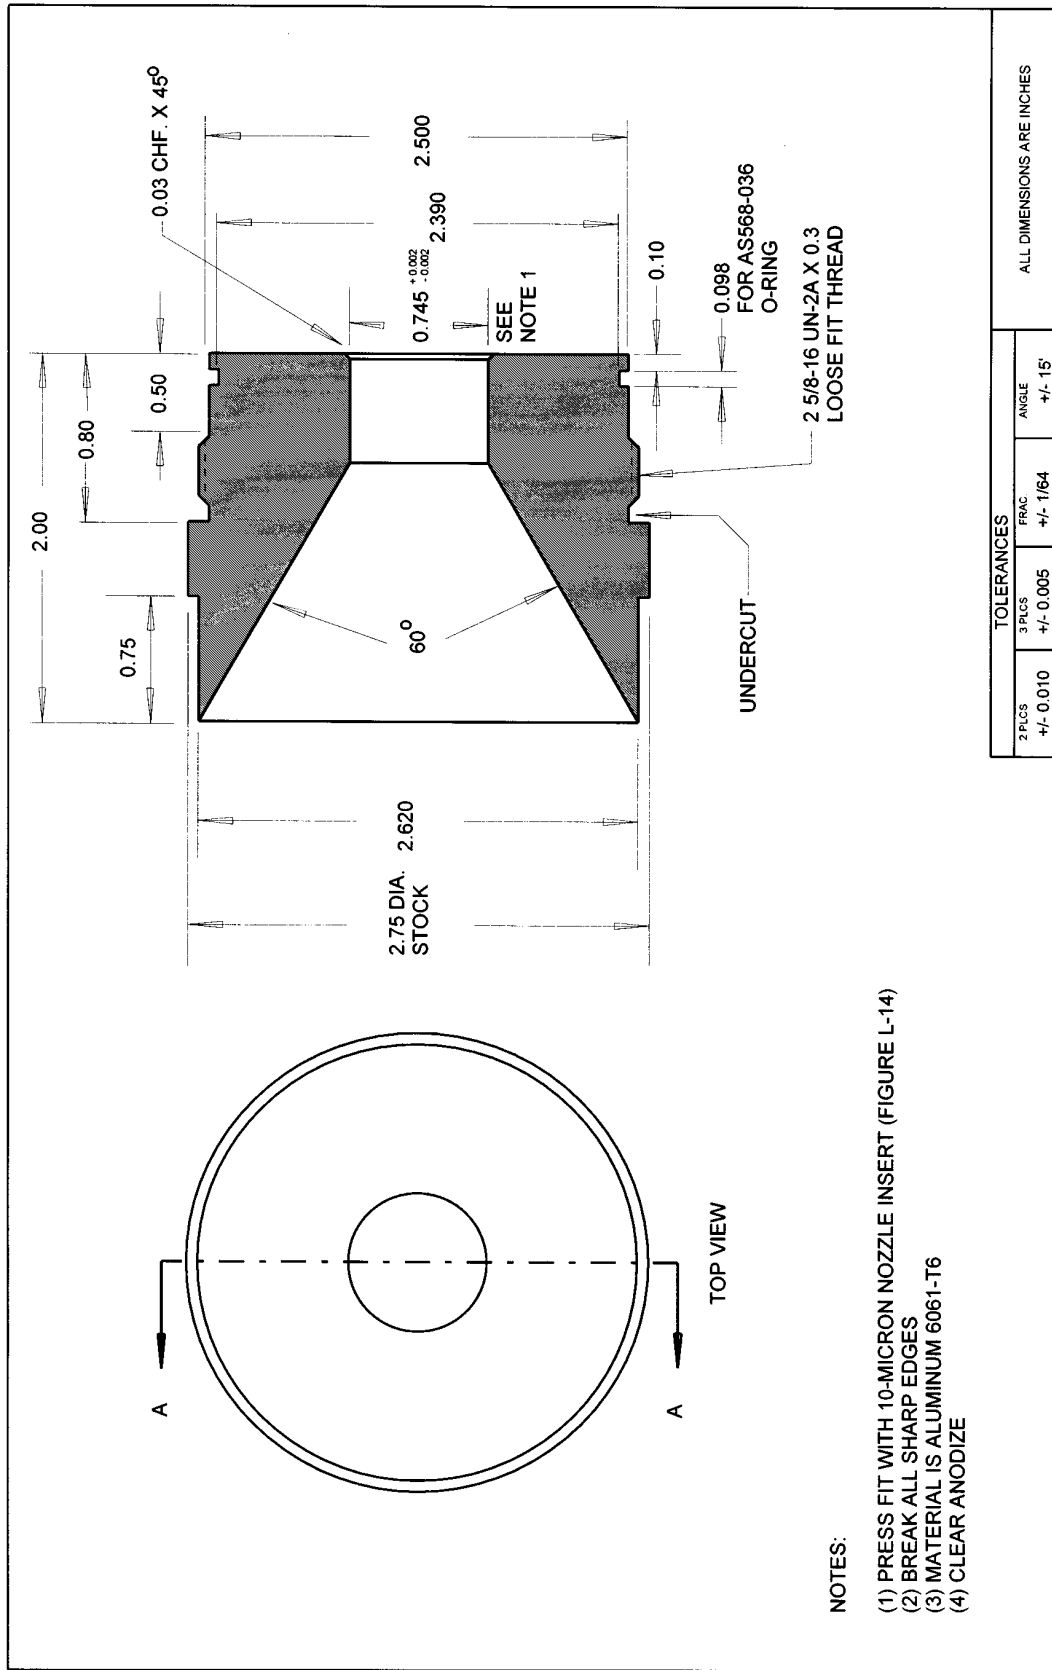 2.00
0.80
0.50
0.75
0.03 CHF. X 45°
60°
2.75 DIA.
STOCK
2.620
0.745 +0.002
-0.002
2.390
2.500
SEE
NOTE 1
0.10
0.098
FOR AS568-036
O-RING
2 5/8-16 UN-2A X 0.3
LOOSE FIT THREAD
UNDERCUT
A
A
TOP VIEW
NOTES:
(1) PRESS FIT WITH 10-MICRON NOZZLE INSERT (FIGURE L-14)
(2) BREAK ALL SHARP EDGES
(3) MATERIAL IS ALUMINUM 6061-T6
(4) CLEAR ANODIZE
TOLERANCES
2 PLCS 3 PLCS FRAC ANGLE
+/- 0.010 +/- 0.005 +/- 1/64 +/- 15'
ALL DIMENSIONS ARE INCHES